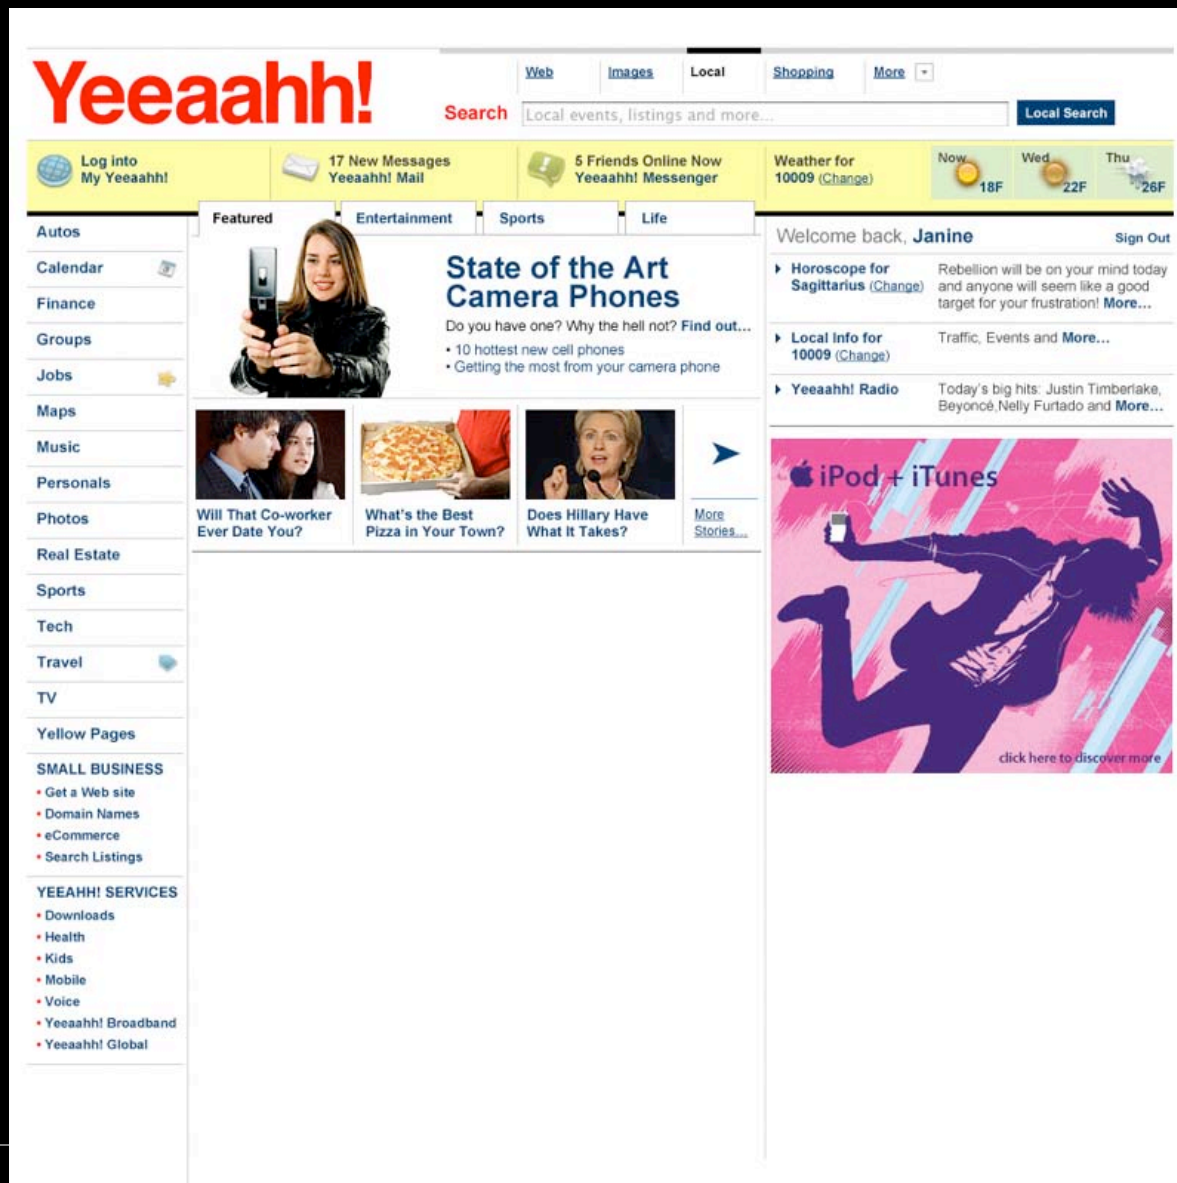 Yeeaahh!
Web
Images
Local
Shopping
More
Search
Local events, listings and more...
Local Search
Log into
My Yeeaahh!
17 New Messages
Yeeaahh! Mail
5 Friends Online Now
Yeeaahh! Messenger
Weather for
10009 (Change)
Now
18F
Wed
22F
Thu
26F
Autos
Calendar
Finance
Groups
Jobs
Maps
Music
Personals
Photos
Real Estate
Sports
Tech
Travel
TV
Yellow Pages
SMALL BUSINESS
• Get a Web site
• Domain Names
• eCommerce
• Search Listings
YEEAHH! SERVICES
• Downloads
• Health
• Kids
• Mobile
• Voice
• Yeeaahh! Broadband
• Yeeaahh! Global
Featured
Entertainment
Sports
Life
State of the Art
Camera Phones
Do you have one? Why the hell not? Find out...
• 10 hottest new cell phones
• Getting the most from your camera phone
Will That Co-worker
Ever Date You?
What's the Best
Pizza in Your Town?
Does Hillary Have
What It Takes?
More
Stories...
Welcome back, Janine
Sign Out
Horoscope for
Sagittarius (Change)
Rebellion will be on your mind today
and anyone will seem like a good
target for your frustration! More...
Local Info for
10009 (Change)
Traffic, Events and More...
Yeeaahh! Radio
Today's big hits: Justin Timberlake,
Beyoncé,Nelly Furtado and More...
iPod + iTunes
click here to discover more